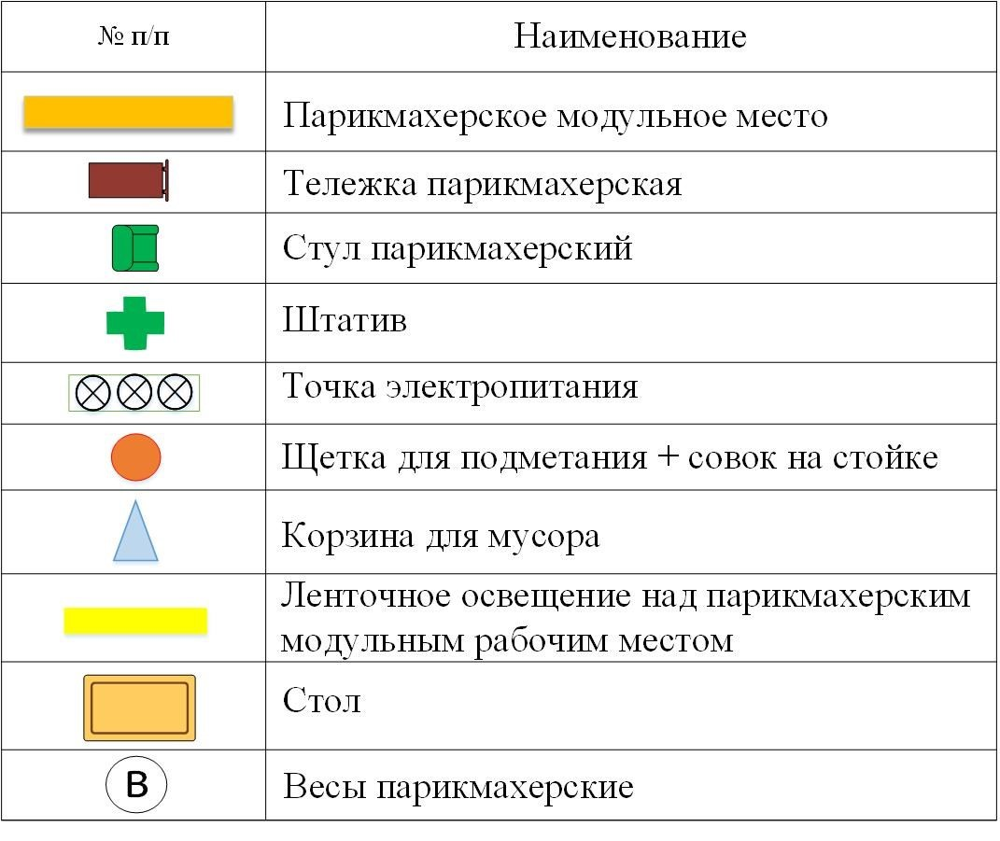 № п/п
Наименование
Парикмахерское модульное место
Тележка парикмахерская
Стул парикмахерский
Штатив
Точка электропитания
Щетка для подметания + совок на стойке
Корзина для мусора
Ленточное освещение над парикмахерским
модульным рабочим местом
Стол
В
Весы парикмахерские